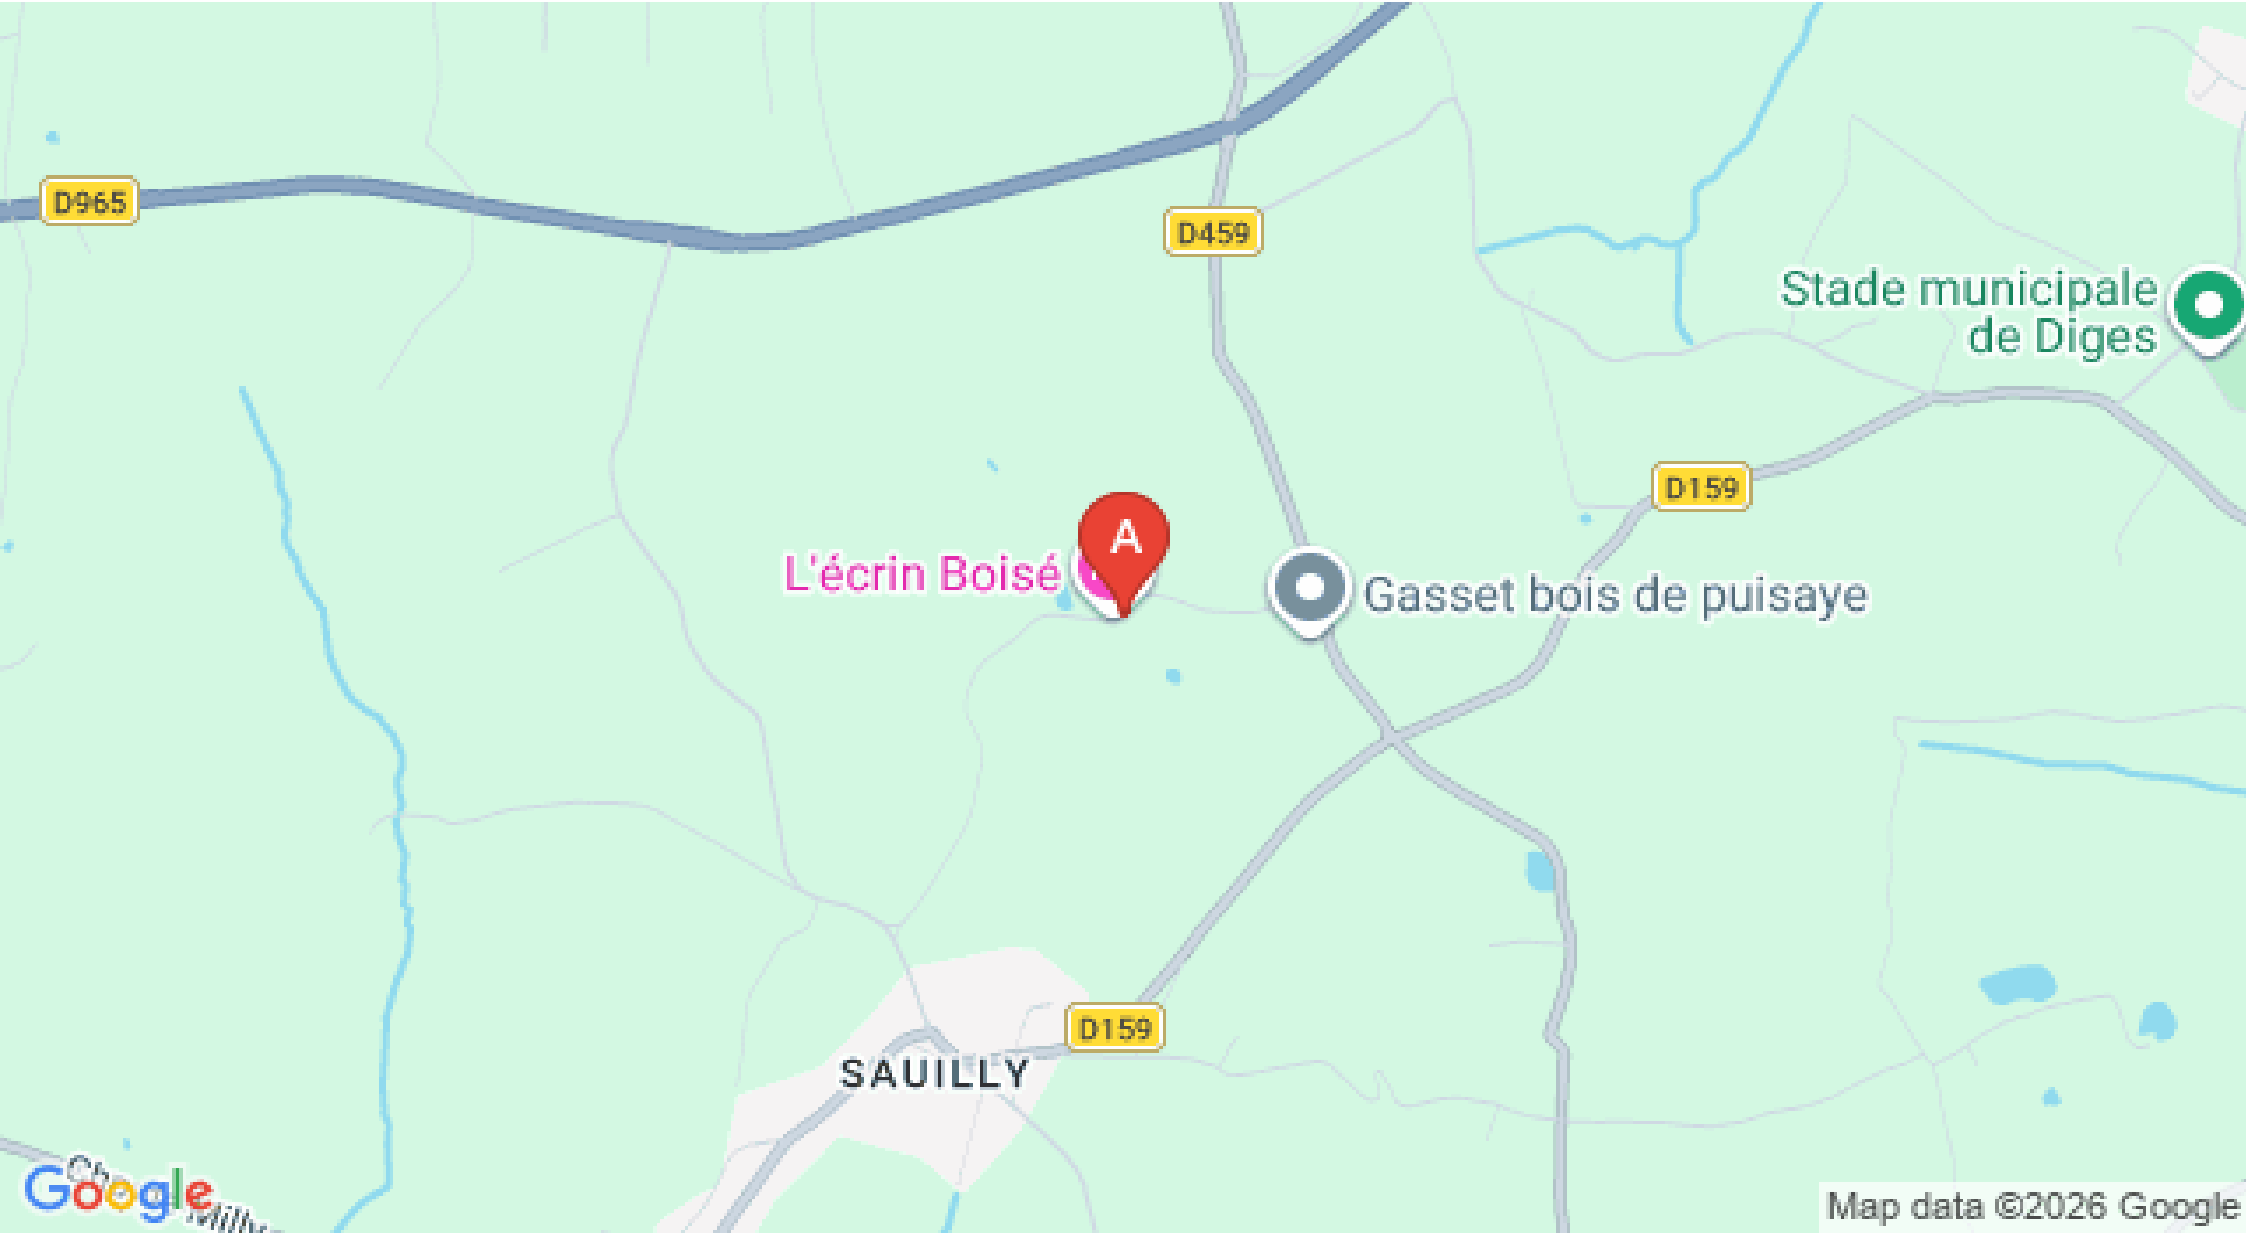 D965
D459
Stade municipale
de Diges
D159
A
L'écrin Boisé
Gasset bois de puisaye
D159
SAUILLY
Google
Map data ©2026 Google